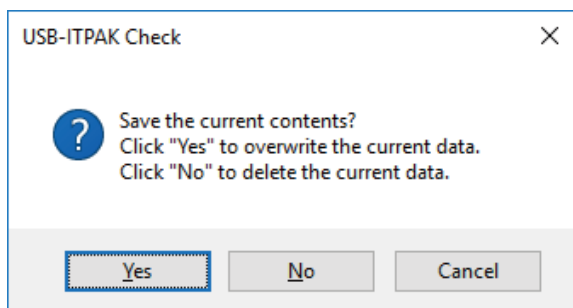 USB-ITPAK Check
Save the current contents?
Click "Yes" to overwrite the current data.
Click "No" to delete the current data.
Yes
No
Cancel